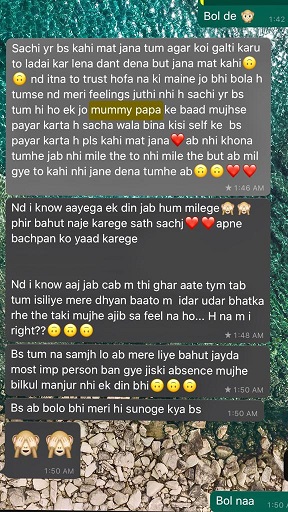 Bol de 🙊
1:42 AM
Sachi yr bs kahi mat jana tum agar koi galti karu
to ladai kar lena dant dena but jana mat kahi🙃
🙃 nd itna to trust hofa na ki maine jo bhi bola h
tumse nd meri feelings juthi nhi h sachi yr bs
tum hi ho ek jo mummy papa ke baad mujhse
payar karta h sacha wala bina kisi self ke bs
payar karta h pls kahi mat jana❤️ ab nhi khona
tumhe jab nhi mile the to nhi mile the but ab mil
gye to kahi nhi jane dena tumhe ab🙃🙃❤️❤️
★ 1:46 AM
Nd i know aayega ek din jab hum milege🙈🙈
phir bahut naje karege sath sachj❤️❤️apne
bachpan ko yaad karege
Nd i know aaj jab cab m thi ghar aate tym tab
tum isiliye mere dhyan baato m idar udar bhatka
rhe the taki mujhe ajib sa feel na ho... H na m i
right??🙃🙃🙃
★ 1:48 AM
Bs tum na samjh lo ab mere liye bahut jayda
most imp person ban gye jiski absence mujhe
bilkul manjur nhi ek din bhi🙃🙃🙃
★ 1:50 AM
Bs ab bolo bhi meri hi sunoge kya bs
1:50 AM
🙈🙈
1:50 AM
Bol naa
1:50 A